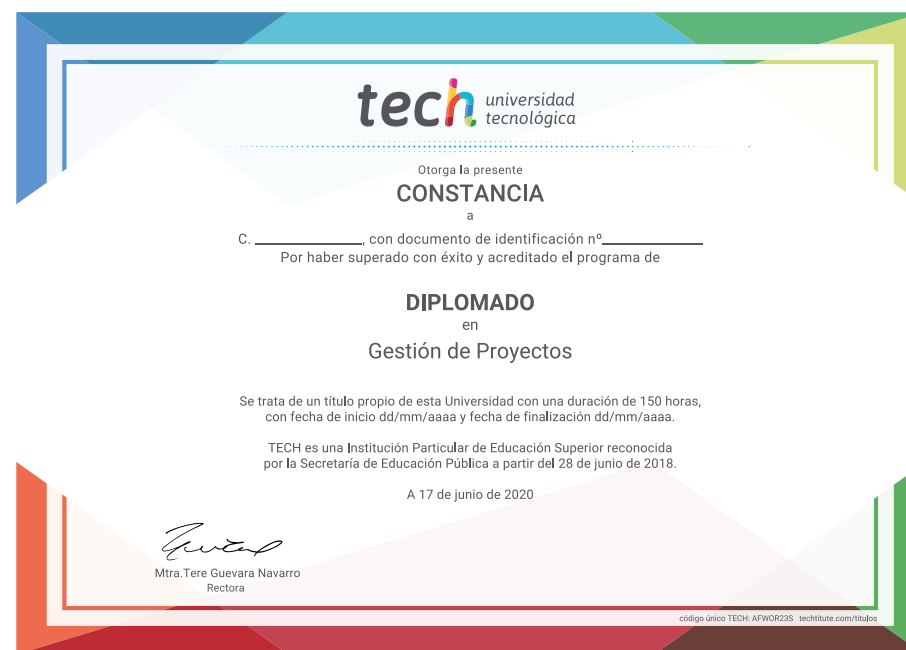 tech universidad
tecnológica
Otorga la presente
CONSTANCIA
a
C. ______________, con documento de identificación nº_____________
Por haber superado con éxito y acreditado el programa de
DIPLOMADO
en
Gestión de Proyectos
Se trata de un título propio de esta Universidad con una duración de 150 horas,
con fecha de inicio dd/mm/aaaa y fecha de finalización dd/mm/aaaa.
TECH es una Institución Particular de Educación Superior reconocida
por la Secretaría de Educación Pública a partir del 28 de junio de 2018.
A 17 de junio de 2020
Mtra.Tere Guevara Navarro
Rectora
código único TECH: AFWOR23S techtitute.com/titulos